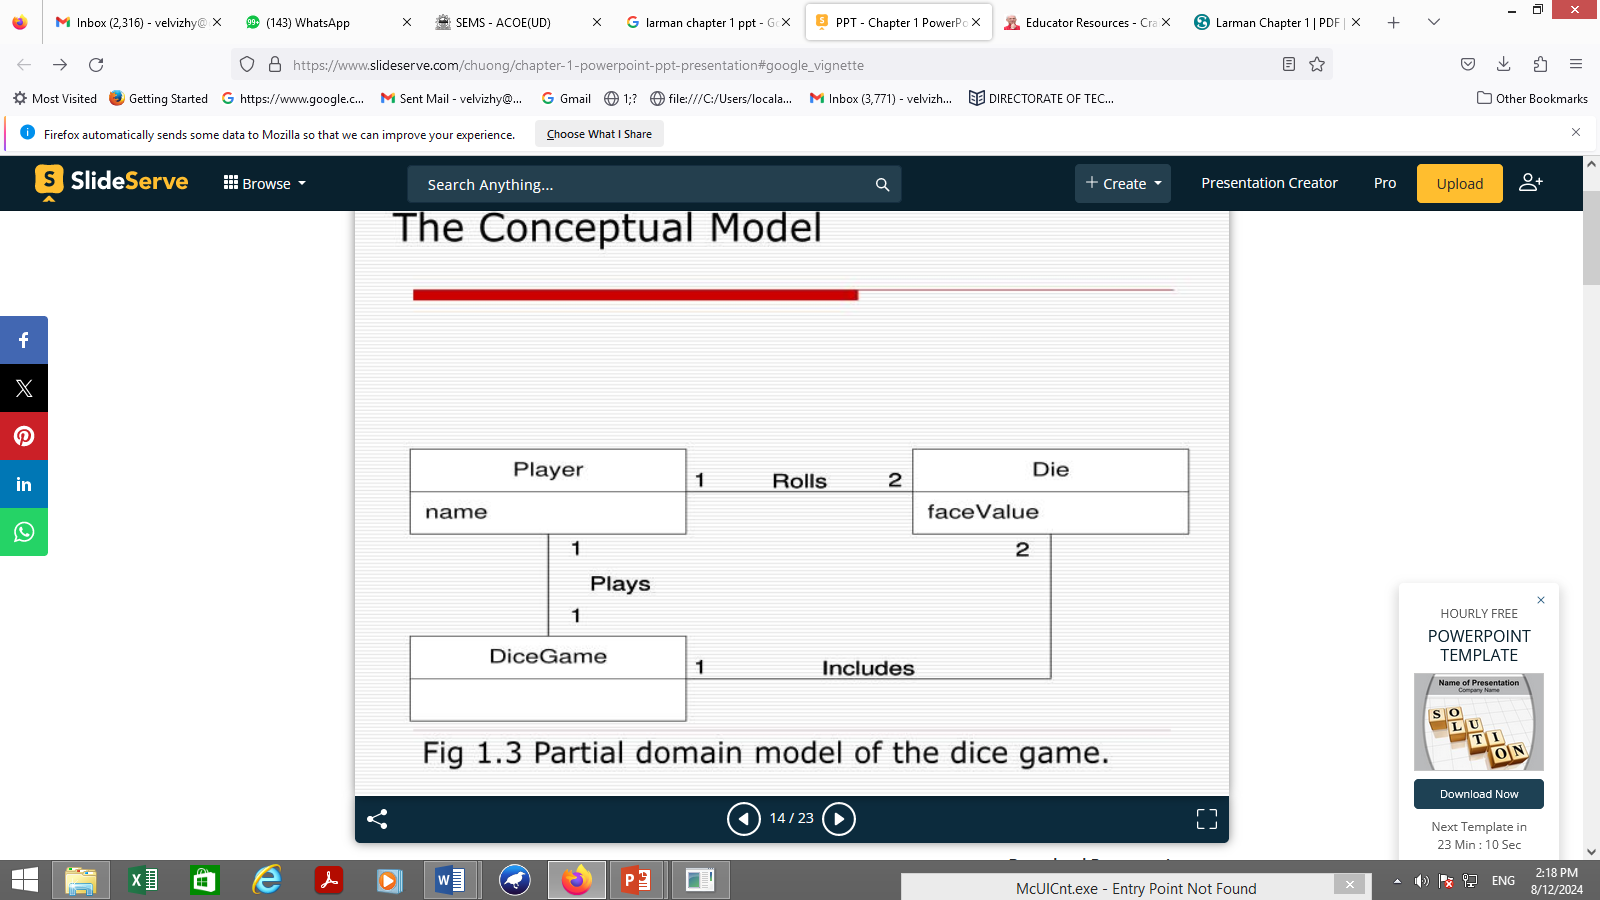 Inbox (2,316) - velvizhy@
99+ (143) WhatsApp
SEMS - ACOE(UD)
larman chapter 1 ppt - Go
PPT - Chapter 1 PowerPo
Educator Resources - Cra
Larman Chapter 1 | PDF |
https://www.slideserve.com/chuong/chapter-1-powerpoint-ppt-presentation#google_vignette
Most Visited
Getting Started
https://www.google.c...
Sent Mail - velvizhy@...
Gmail
1;?
file:///C:/Users/locala...
Inbox (3,771) - velvizh...
DIRECTORATE OF TEC...
Other Bookmarks
Firefox automatically sends some data to Mozilla so that we can improve your experience.
Choose What I Share
SlideServe
Browse
Search Anything...
Create
Presentation Creator
Pro
Upload
The Conceptual Model
Player
1 Rolls 2
Die
name
faceValue
1
2
Plays
1
DiceGame
1 Includes
Fig 1.3 Partial domain model of the dice game.
14 / 23
HOURLY FREE
POWERPOINT
TEMPLATE
Name of Presentation
Company Name
SOLUTION
Download Now
Next Template in
23 Min : 10 Sec
McUICnt.exe - Entry Point Not Found
ENG
2:18 PM
8/12/2024